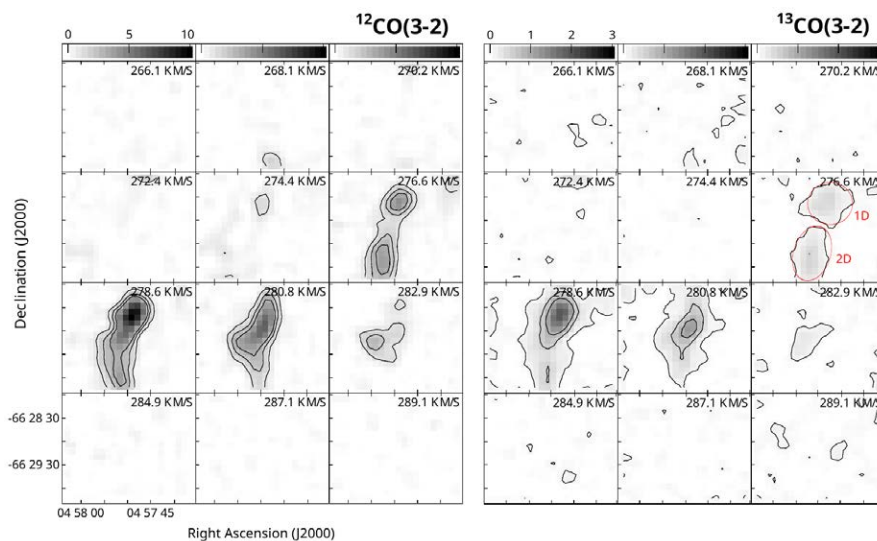 ¹²CO(3-2) ¹³CO(3-2)
0 5 10 0 1 2 3
266.1 KM/S 268.1 KM/S 270.2 KM/S 266.1 KM/S 268.1 KM/S 270.2 KM/S
272.4 KM/S 274.4 KM/S 276.6 KM/S 272.4 KM/S 274.4 KM/S 276.6 KM/S
1D
2D
278.6 KM/S 280.8 KM/S 282.9 KM/S 278.6 KM/S 280.8 KM/S 282.9 KM/S
284.9 KM/S 287.1 KM/S 289.1 KM/S 284.9 KM/S 287.1 KM/S 289.1 KM/S
Declination (J2000)
-66 28 30
-66 29 30
04 58 00 04 57 45
Right Ascension (J2000)